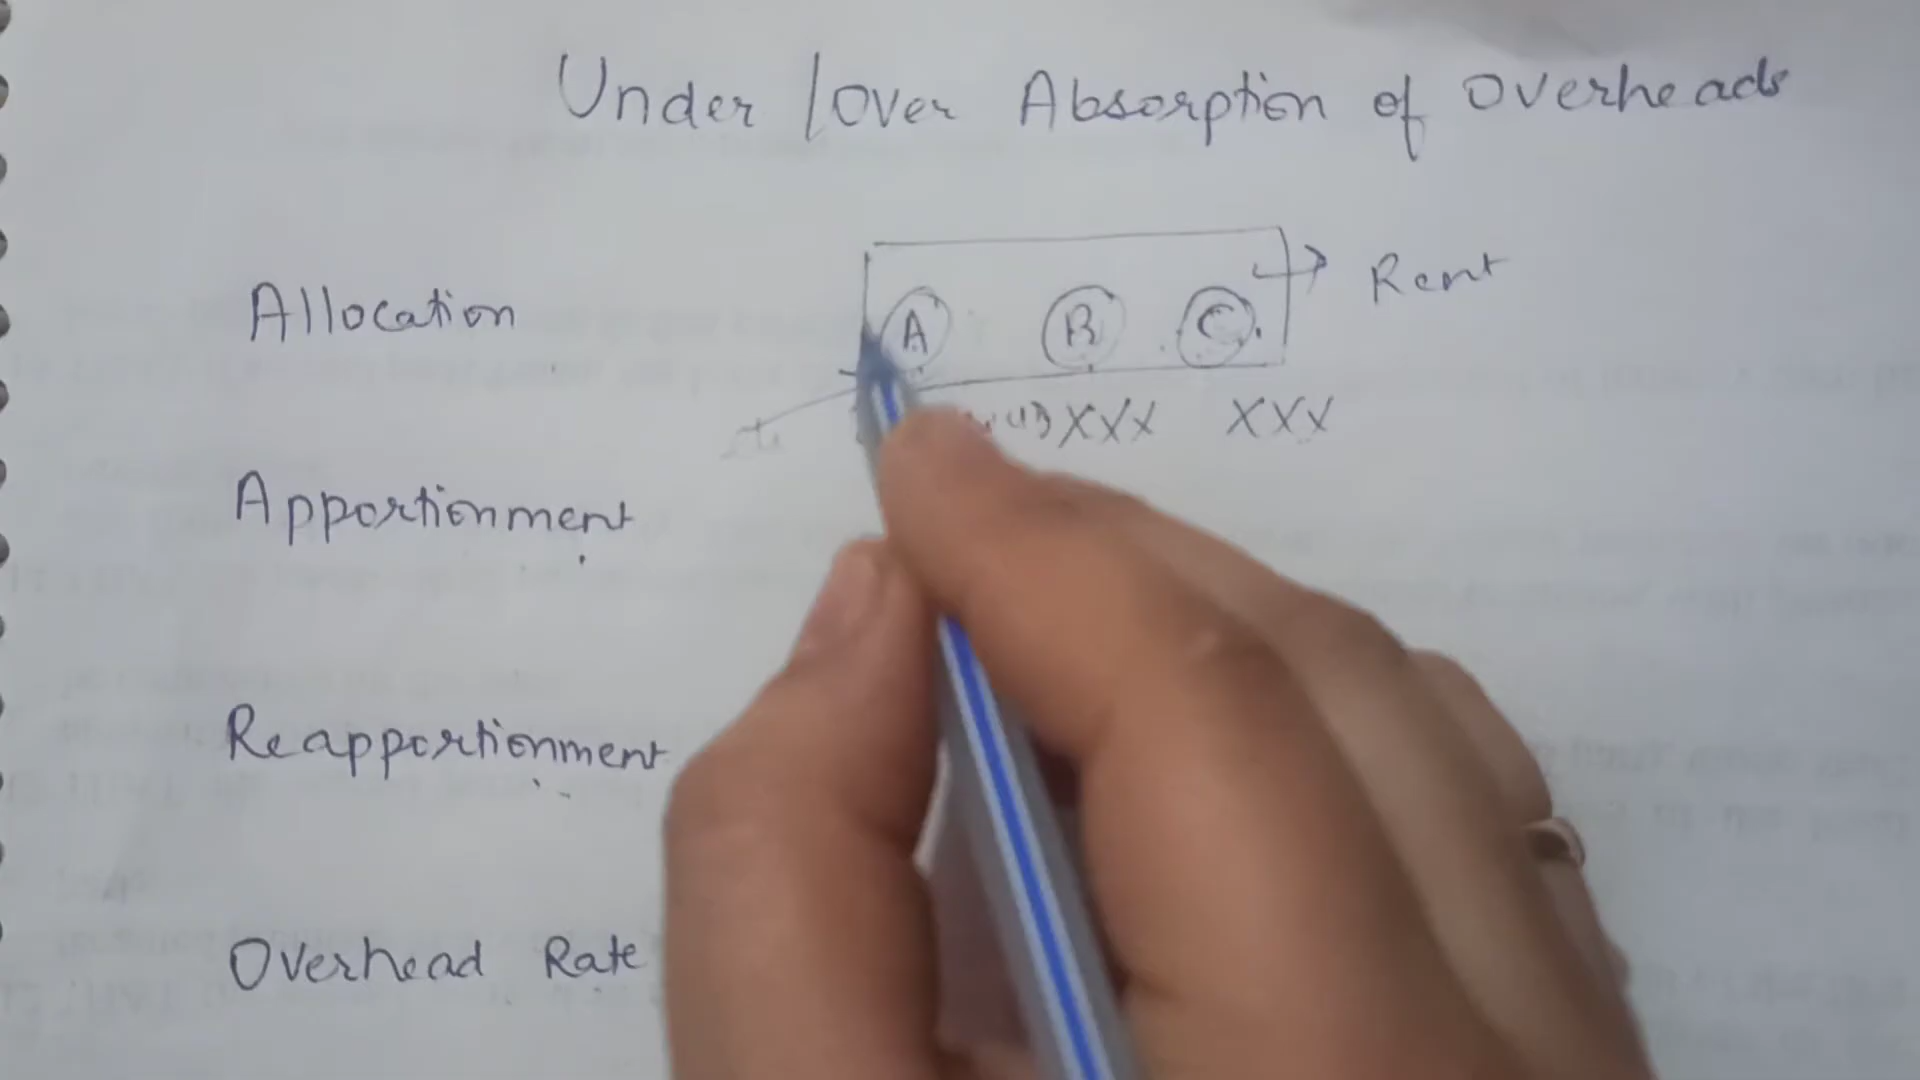 Under / Over Absorption of Overheads
Allocation
A B C → Rent
XXX XXX
Apportionment
Reapportionment
Overhead Rate